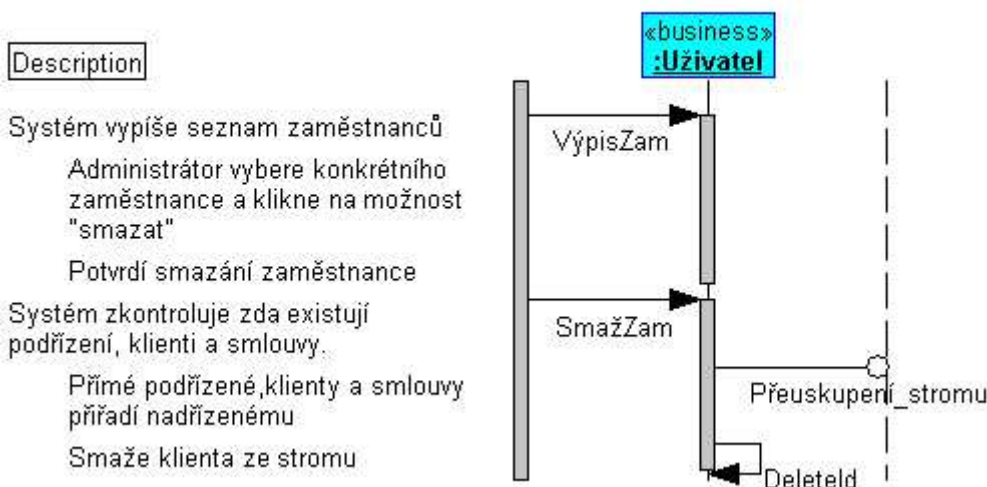 Description
Systém vypíše seznam zaměstnanců
Administrátor vybere konkrétního
zaměstnance a klikne na možnost
"smazat"
Potvrdí smazání zaměstnance
Systém zkontroluje zda existují
podřízení, klienti a smlouvy.
Přímé podřízené,klienty a smlouvy
přiřadí nadřízenému
Smaže klienta ze stromu
«business»
:Uživatel
VýpisZam
SmažZam
Přeuskupení_stromu
DeleteId